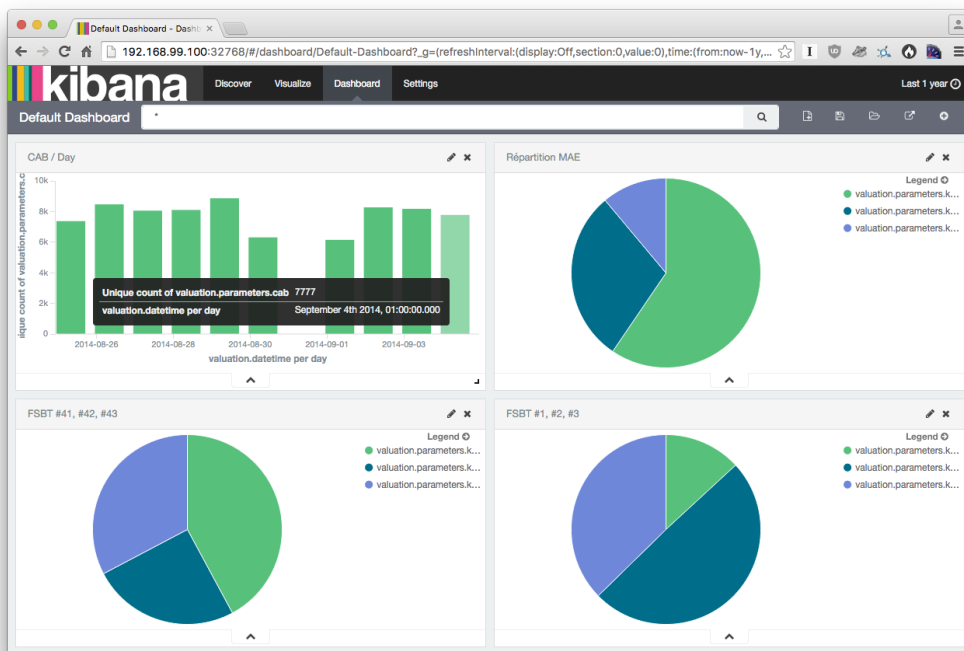 Default Dashboard - Dashb
192.168.99.100:32768/#/dashboard/Default-Dashboard?_g=(refreshInterval:(display:Off,section:0,value:0),time:(from:now-1y,...
kibana Discover Visualize Dashboard Settings Last 1 year
Default Dashboard *
CAB / Day
10k
8k
6k
4k
2k
0
ique count of valuation.parameters.c
Unique count of valuation.parameters.cab 7777
valuation.datetime per day September 4th 2014, 01:00:00.000
2014-08-26 2014-08-28 2014-08-30 2014-09-01 2014-09-03
valuation.datetime per day
Répartition MAE
Legend
valuation.parameters.k...
valuation.parameters.k...
valuation.parameters.k...
FSBT #41, #42, #43
Legend
valuation.parameters.k...
valuation.parameters.k...
valuation.parameters.k...
FSBT #1, #2, #3
Legend
valuation.parameters.k...
valuation.parameters.k...
valuation.parameters.k...